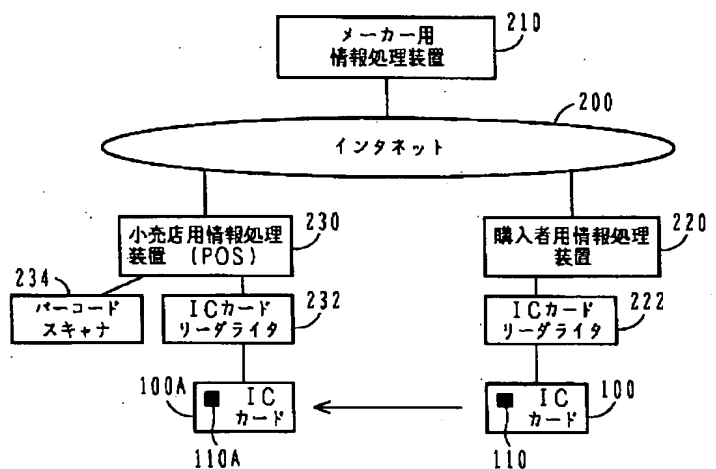 メーカー用
情報処理装置
210
200
インタネット
小売店用情報処理
装置 (POS)
230
購入者用情報処理
装置
220
234
バーコード
スキャナ
ICカード
リーダライタ
232
ICカード
リーダライタ
222
100A
IC
カード
110A
IC
カード
100
110